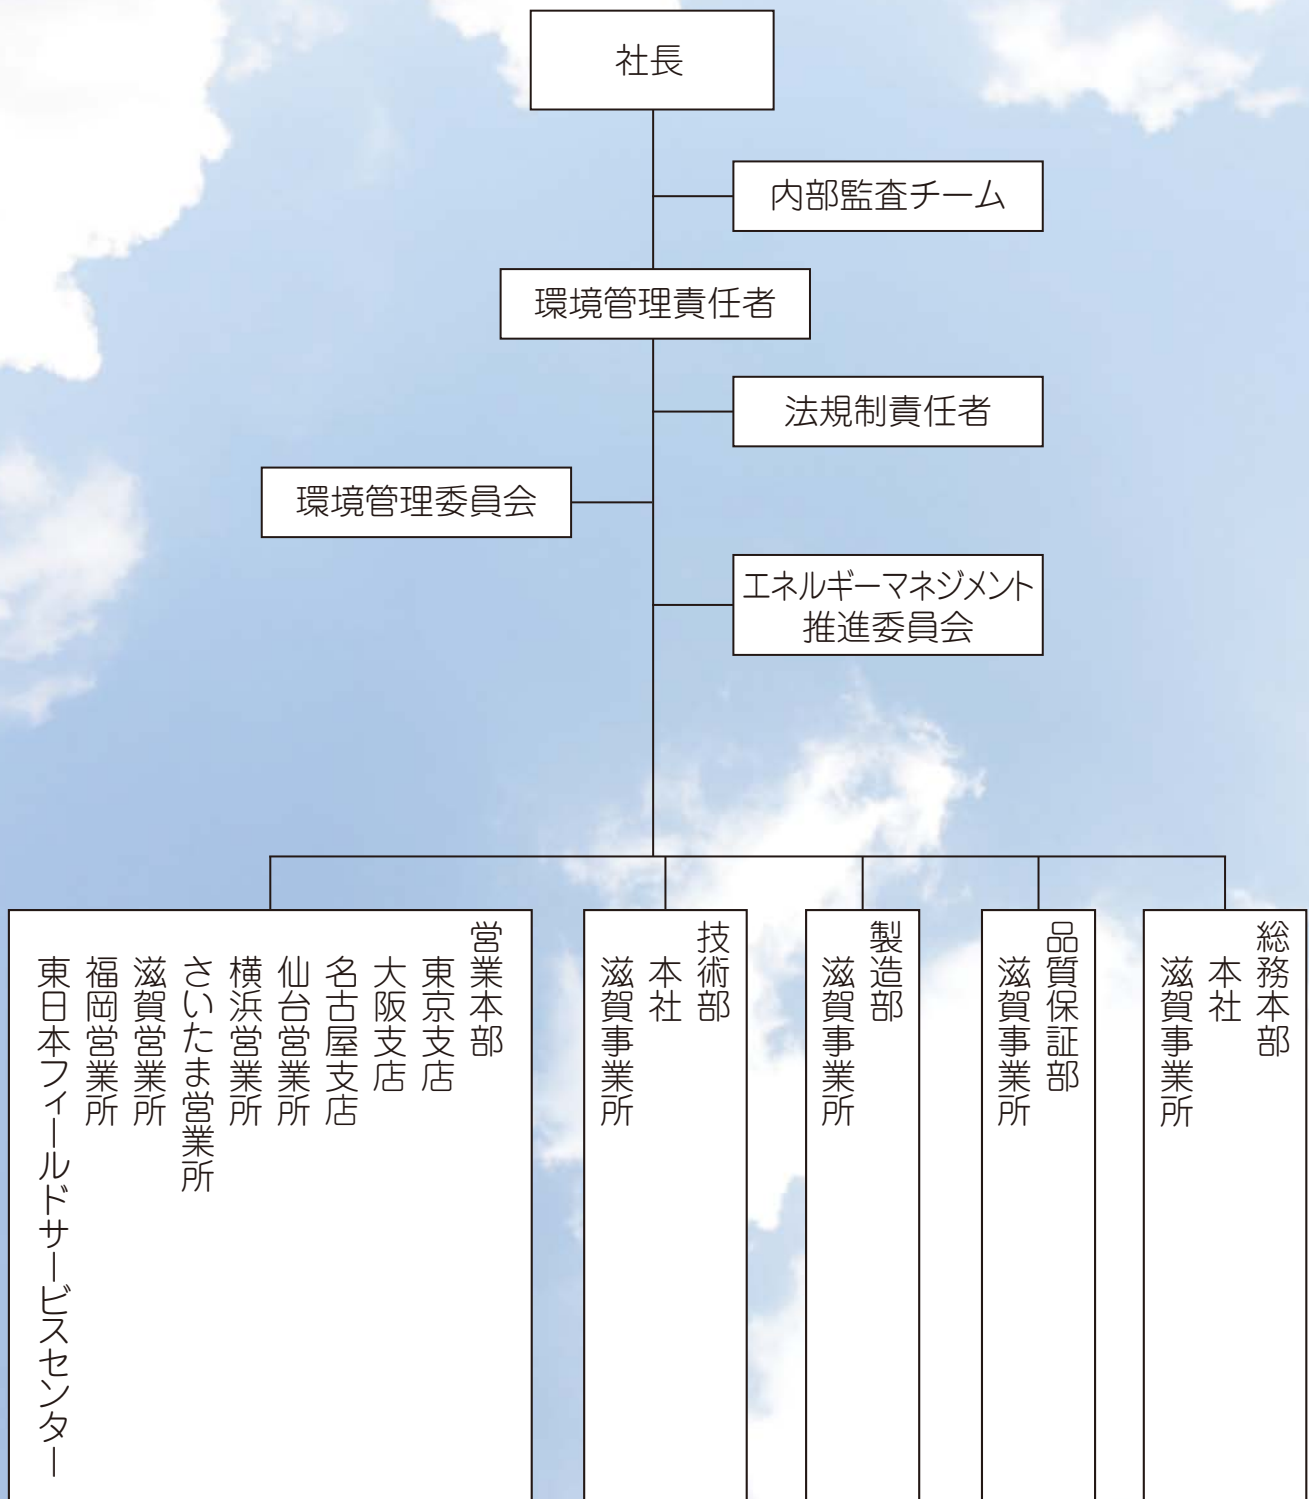 社長
内部監査チーム
環境管理責任者
法規制責任者
環境管理委員会
エネルギーマネジメント
推進委員会
営業本部
東京支店
大阪支店
名古屋支店
仙台営業所
横浜営業所
さいたま営業所
滋賀営業所
福岡営業所
東日本フィールドサービスセンター
技術部
本社
滋賀事業所
製造部
滋賀事業所
品質保証部
滋賀事業所
総務本部
本社
滋賀事業所